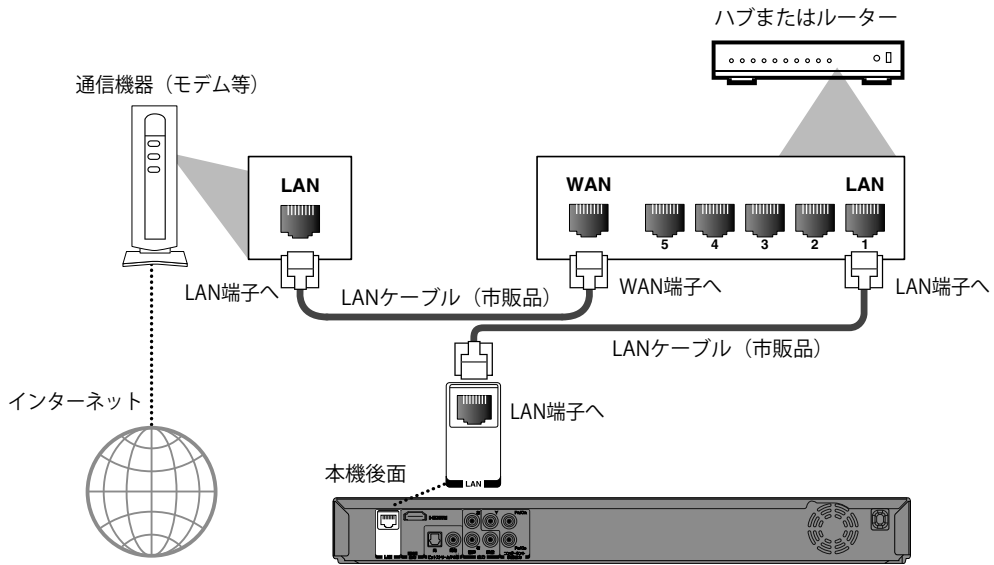 ハブまたはルーター
通信機器（モデム等）
LAN
WAN
LAN
5 4 3 2 1
LAN端子へ
LANケーブル（市販品）
WAN端子へ
LAN端子へ
LANケーブル（市販品）
LAN端子へ
インターネット
本機後面
LAN
HDMI